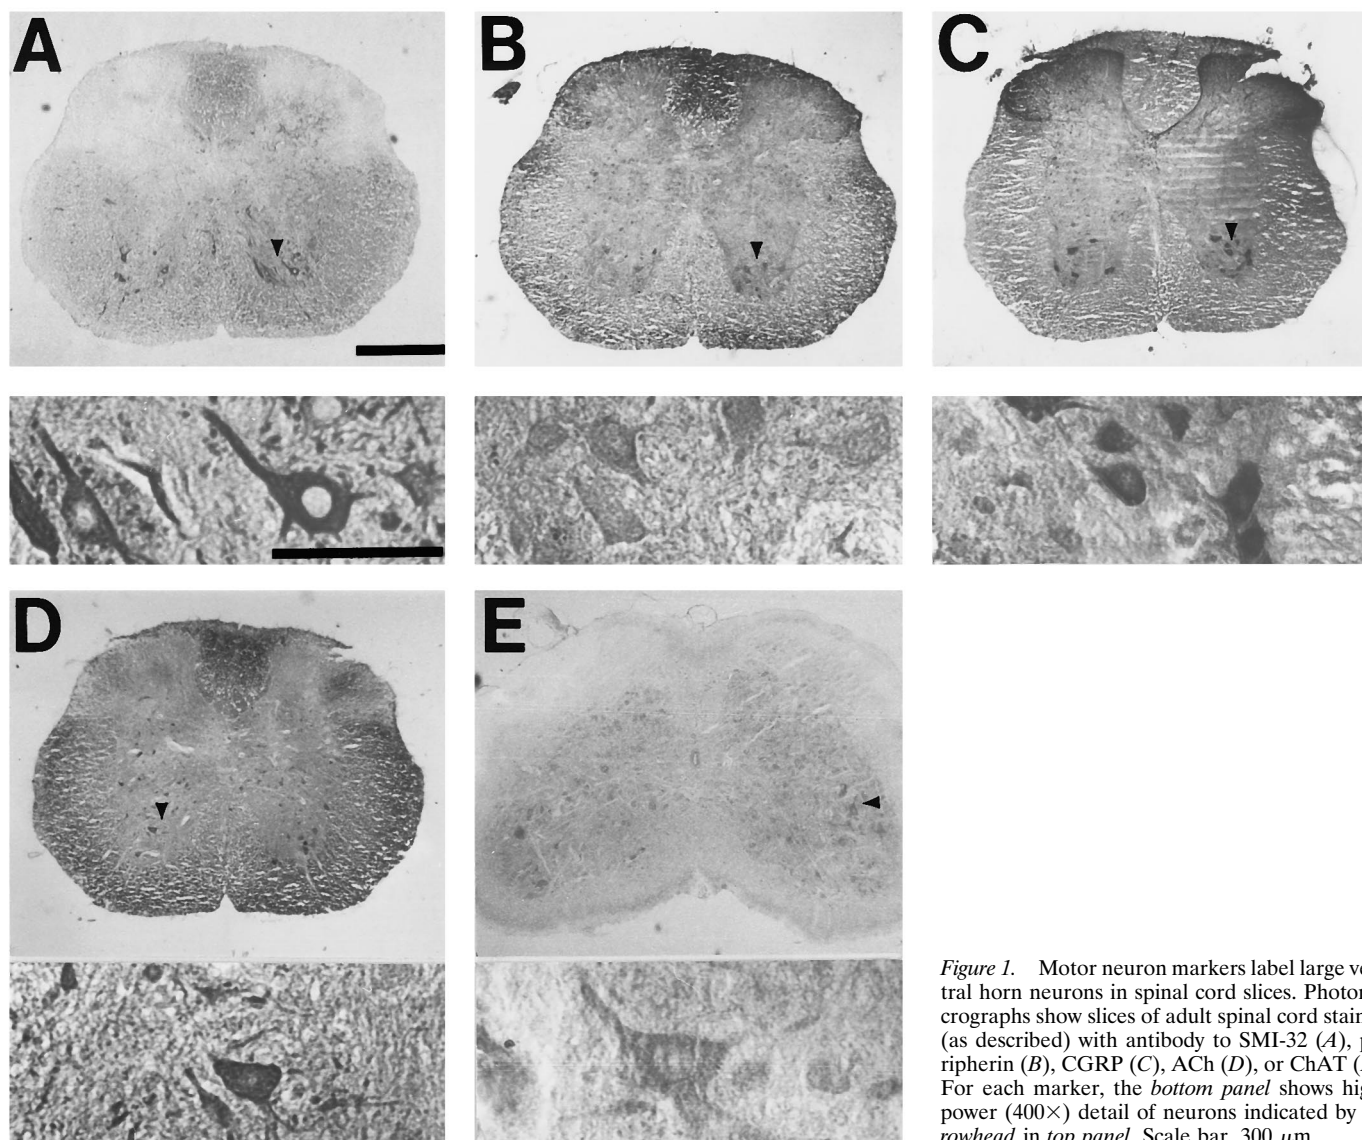 A
B
C
D
E
Figure 1. Motor neuron markers label large ve
tral horn neurons in spinal cord slices. Photo
crographs show slices of adult spinal cord stain
(as described) with antibody to SMI-32 (A), p
ripherin (B), CGRP (C), ACh (D), or ChAT (
For each marker, the bottom panel shows hig
power (400×) detail of neurons indicated by
rowhead in top panel. Scale bar, 300 μm.